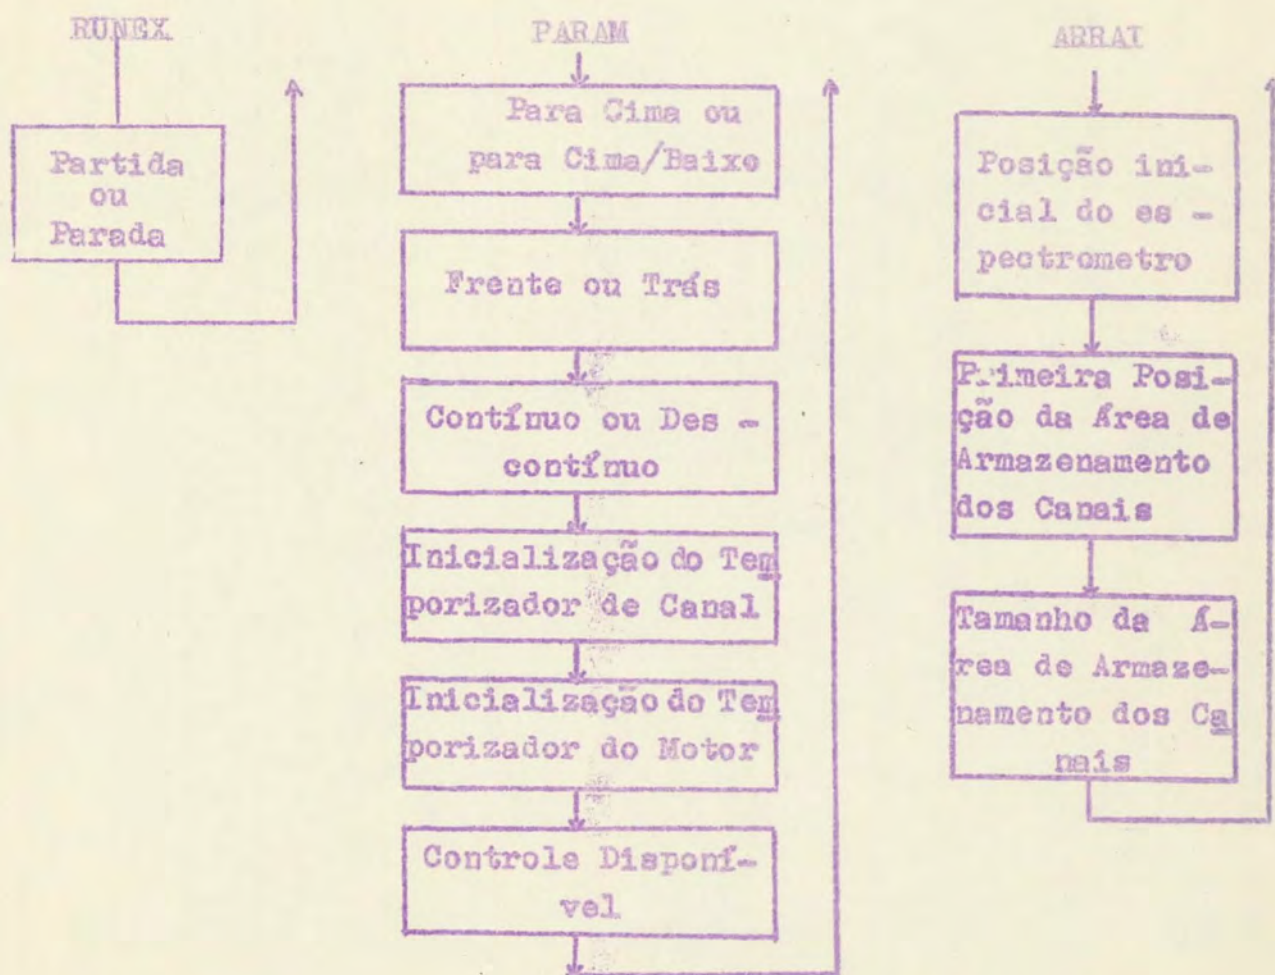 RUNEX
Partida
ou
Parada
PARAM
Para Cima ou
para Cima/Baixo
Frente ou Trás
Contínuo ou Des -
contínuo
Inicialização do Tem
porizador de Canal
Inicialização do Tem
porizador do Motor
Controle Disponí-
vel
ARRAI
Posição ini-
cial do es -
pectrometro
Primeira Posi-
ção da Área de
Armazenamento
dos Canais
Tamanho da Á-
rea de Armaze-
namento dos Ca
nais